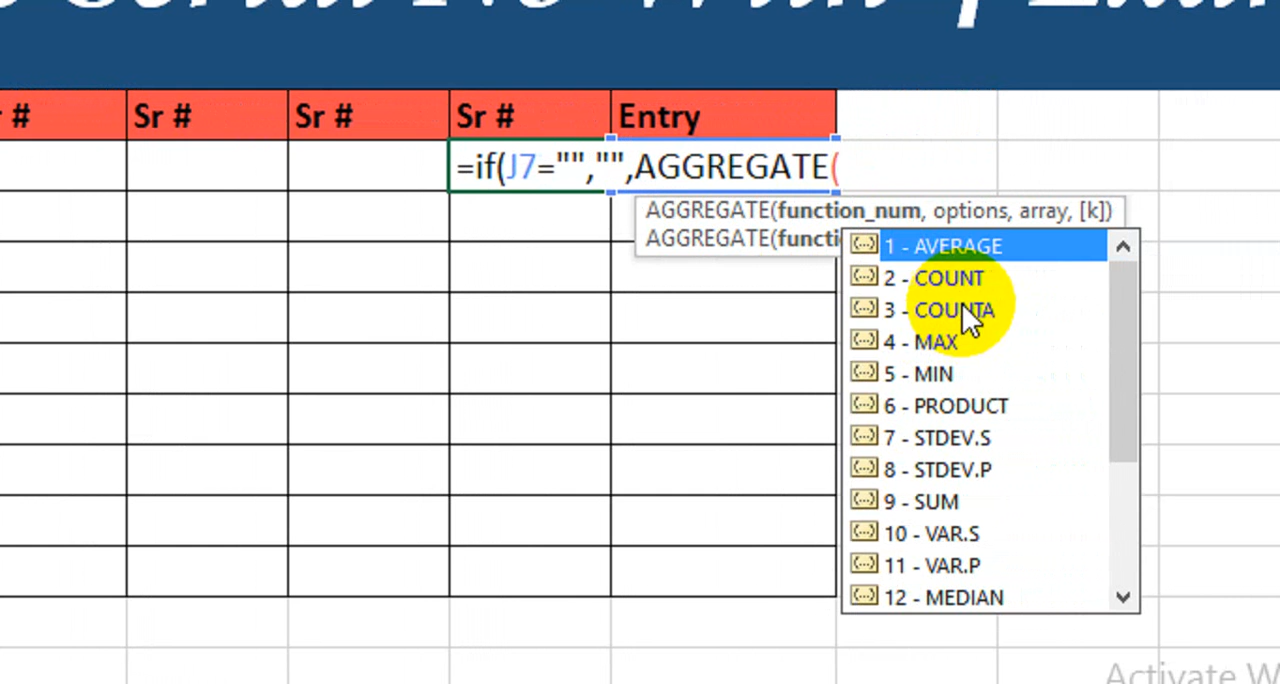 Sr # Sr # Sr # Entry
=if(J7="","",AGGREGATE(
AGGREGATE(function_num, options, array, [k])
AGGREGATE(functi
1 - AVERAGE
2 - COUNT
3 - COUNTA
4 - MAX
5 - MIN
6 - PRODUCT
7 - STDEV.S
8 - STDEV.P
9 - SUM
10 - VAR.S
11 - VAR.P
12 - MEDIAN
Activate W